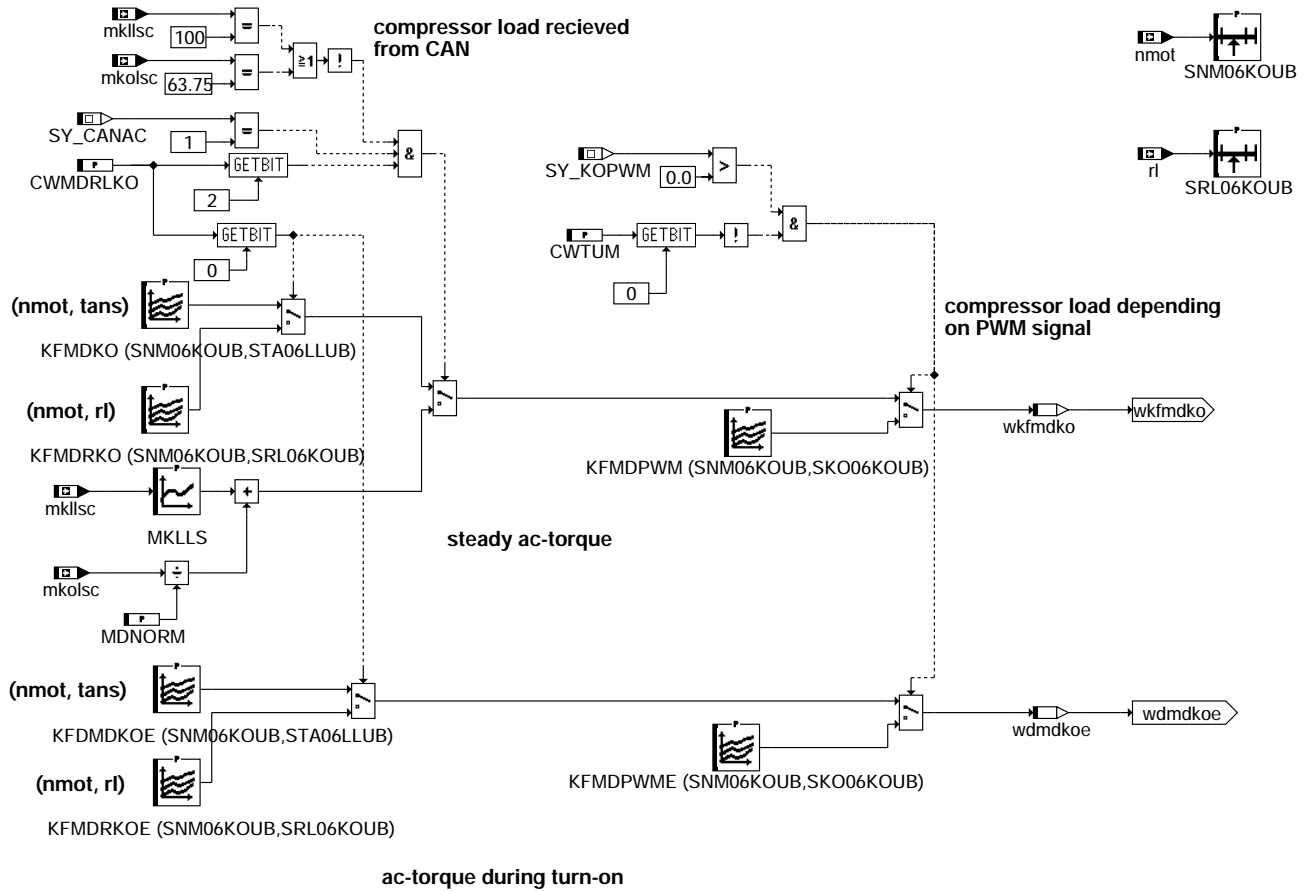 mkllsc
100
=
compressor load recieved
from CAN
mkolsc
63.75
=
≥1
!
P
nmot
SNM06KOUB
SY_CANAC
1
=
&
CWMDRLKO
P
GETBIT
2
SY_KOPWM
0.0
>
P
rl
SRL06KOUB
GETBIT
0
CWTUM
P
GETBIT
!
&
0
(nmot, tans)
P
KFMDKO (SNM06KOUB,STA06LLUB)
compressor load depending
on PWM signal
(nmot, rl)
P
KFMDRKO (SNM06KOUB,SRL06KOUB)
P
KFMDPWM (SNM06KOUB,SKO06KOUB)
wkfmdko
wkfmdko
mkllsc
P
MKLLS
+
steady ac-torque
mkolsc
÷
P
MDNORM
(nmot, tans)
P
KFDMDKOE (SNM06KOUB,STA06LLUB)
P
KFMDPWME (SNM06KOUB,SKO06KOUB)
wdmdkoe
wdmdkoe
(nmot, rl)
P
KFMDRKOE (SNM06KOUB,SRL06KOUB)
ac-torque during turn-on